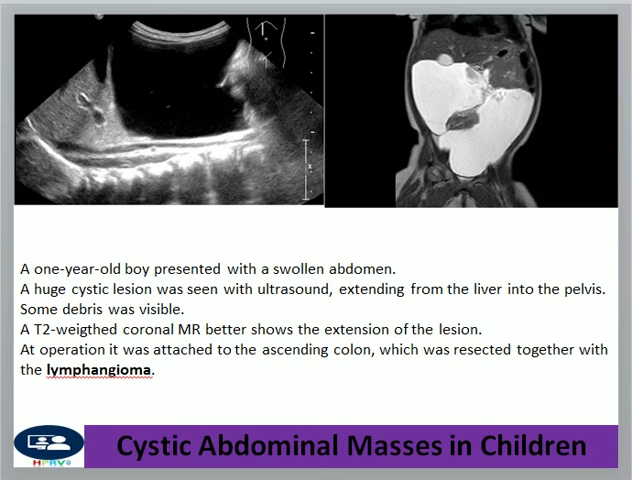 A one-year-old boy presented with a swollen abdomen.
A huge cystic lesion was seen with ultrasound, extending from the liver into the pelvis.
Some debris was visible.
A T2-weigthed coronal MR better shows the extension of the lesion.
At operation it was attached to the ascending colon, which was resected together with
the lymphangioma.
Cystic Abdominal Masses in Children